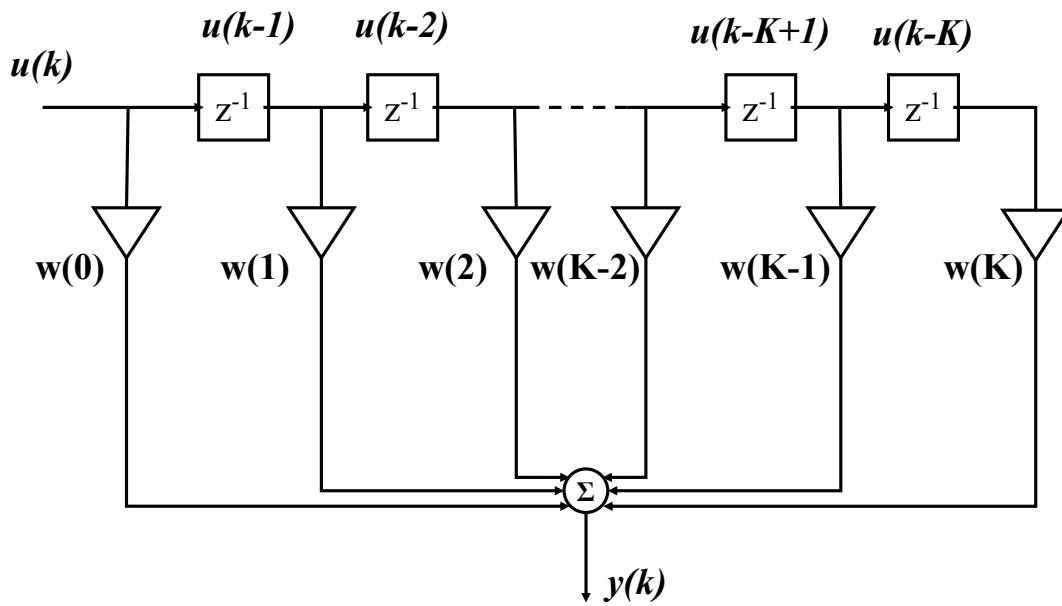 u(k-1) u(k-2) u(k-K+1) u(k-K)
u(k)
z⁻¹ z⁻¹ z⁻¹ z⁻¹
w(0) w(1) w(2) w(K-2) w(K-1) w(K)
Σ
y(k)